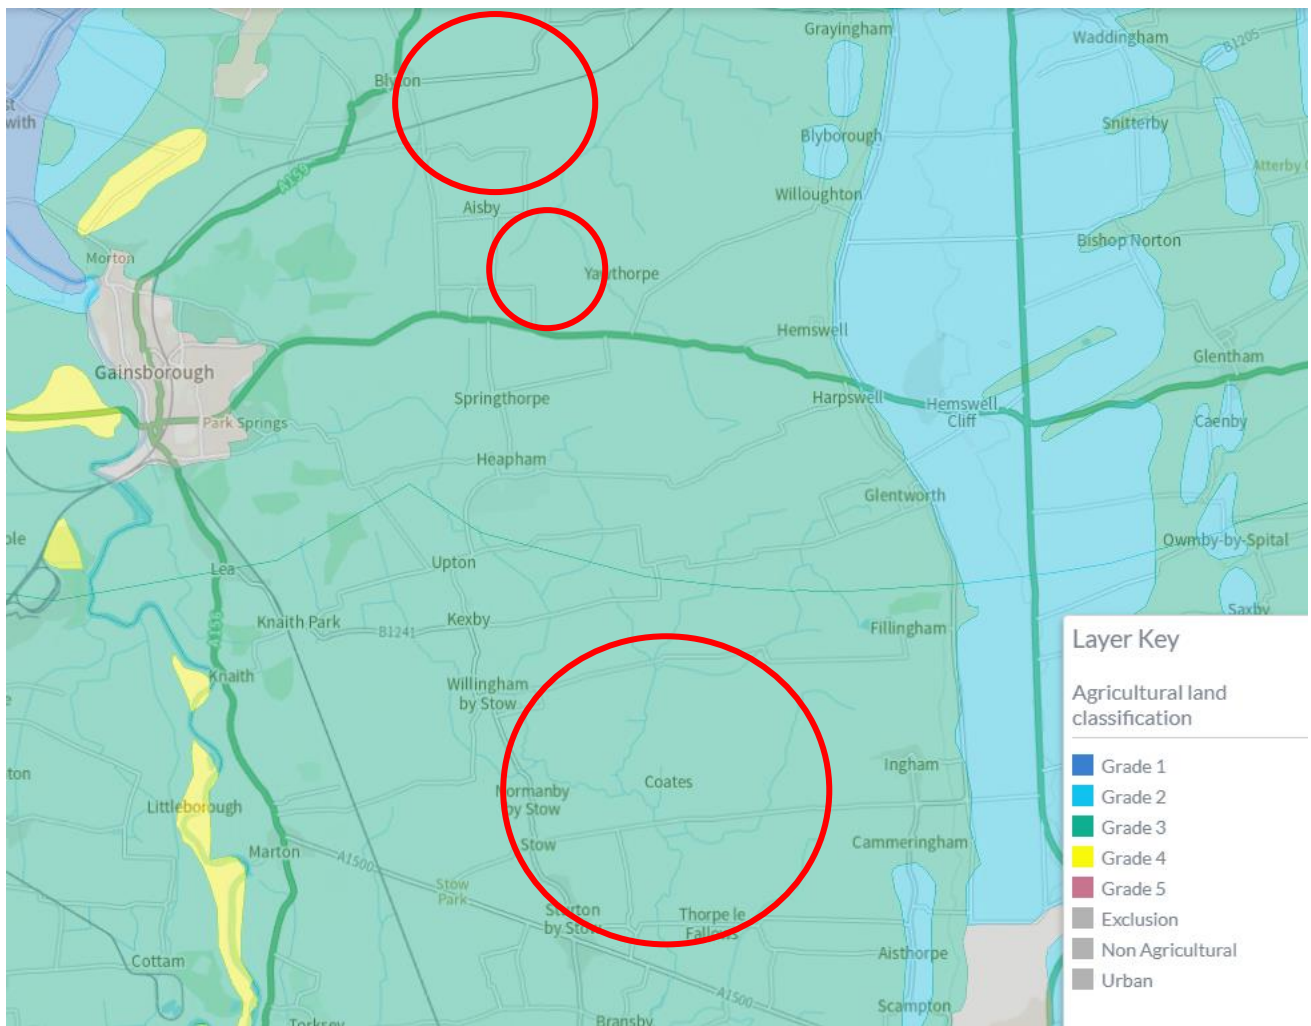 Grayingham
Waddingham
B1205
Blyton
with
Snitterby
Blyborough
Atterby
A159
Willoughton
Aisby
Bishop Norton
Morton
Yawthorpe
Hemswell
Glentham
Gainsborough
Springthorpe
Harpswell
Hemswell
Cliff
Park Springs
Caenby
Heapham
Glentworth
Owmby-by-Spital
Upton
Lea
Saxby
Knaith Park
Kexby
B1241
Fillingham
A156
Layer Key
Knaith
Willingham
by Stow
Agricultural land
classification
Grade 1
Ingham
Coates
Normanby
by Stow
Grade 2
Littleborough
Grade 3
Stow
Cammeringham
Marton
A1500
Grade 4
Stow
Park
Grade 5
Sturton
by Stow
Thorpe le
Fallows
Exclusion
Non Agricultural
Aisthorpe
Cottam
Urban
A1500
Scampton
Torksey
Bransby